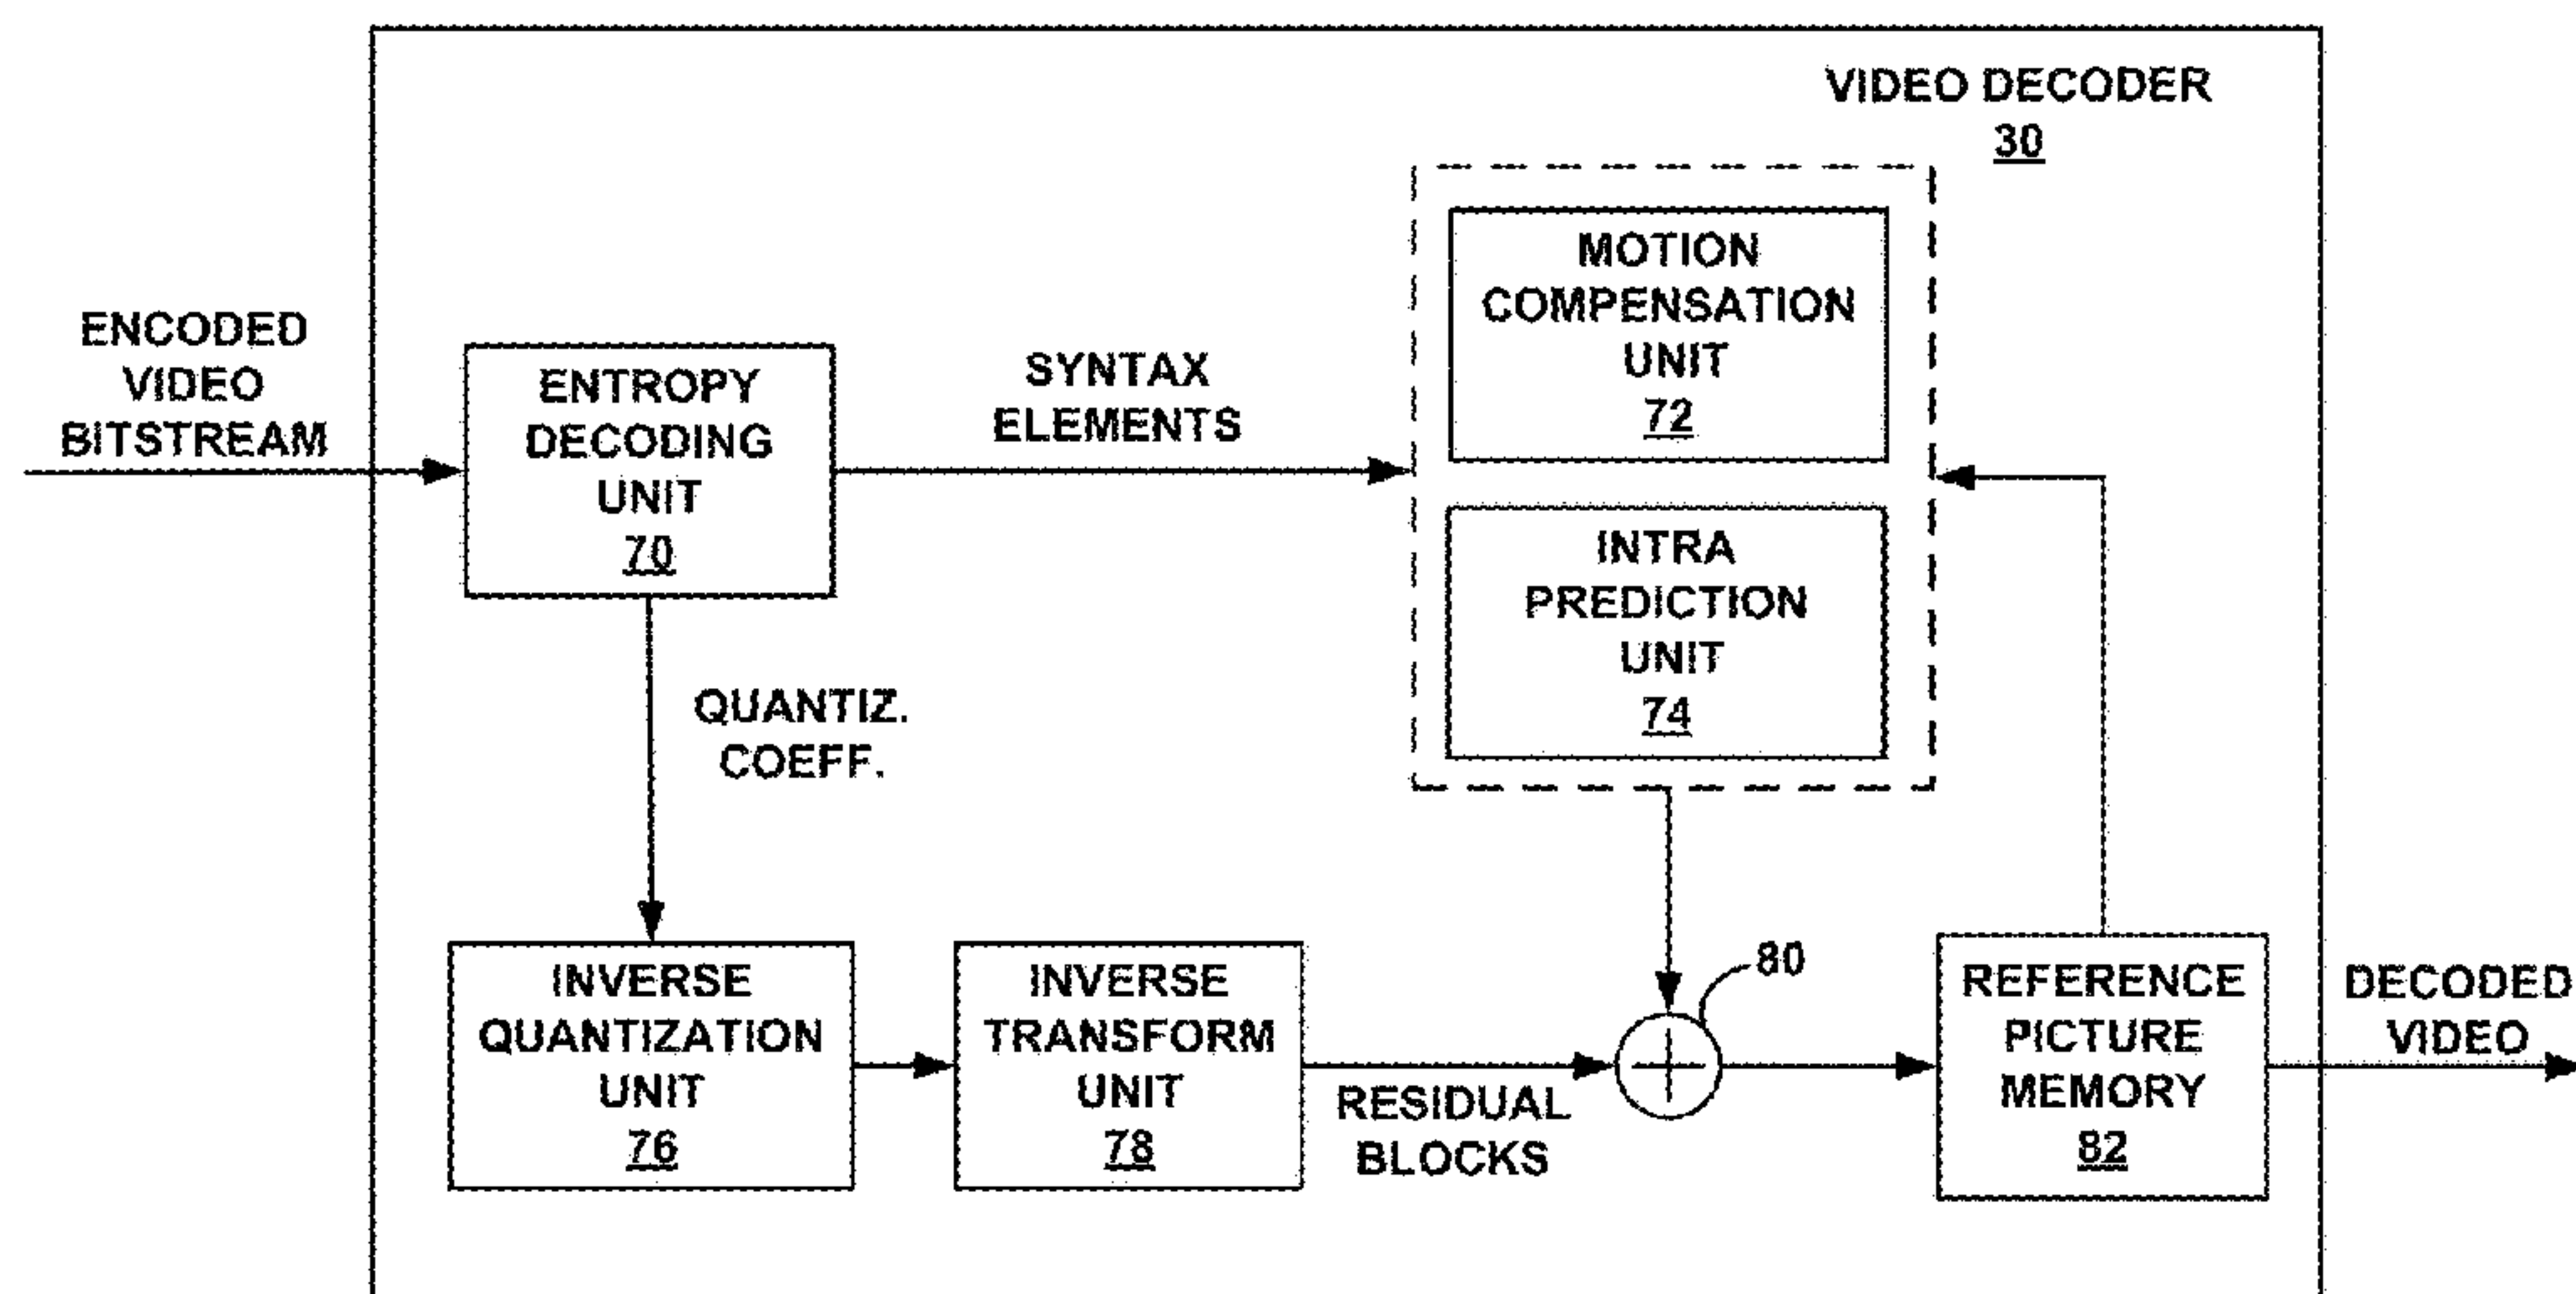 VIDEO DECODER
30
ENCODED
VIDEO
BITSTREAM
ENTROPY
DECODING
UNIT
70
SYNTAX
ELEMENTS
MOTION
COMPENSATION
UNIT
72
INTRA
PREDICTION
UNIT
74
QUANTIZ.
COEFF.
INVERSE
QUANTIZATION
UNIT
76
INVERSE
TRANSFORM
UNIT
78
RESIDUAL
BLOCKS
80
REFERENCE
PICTURE
MEMORY
82
DECODED
VIDEO